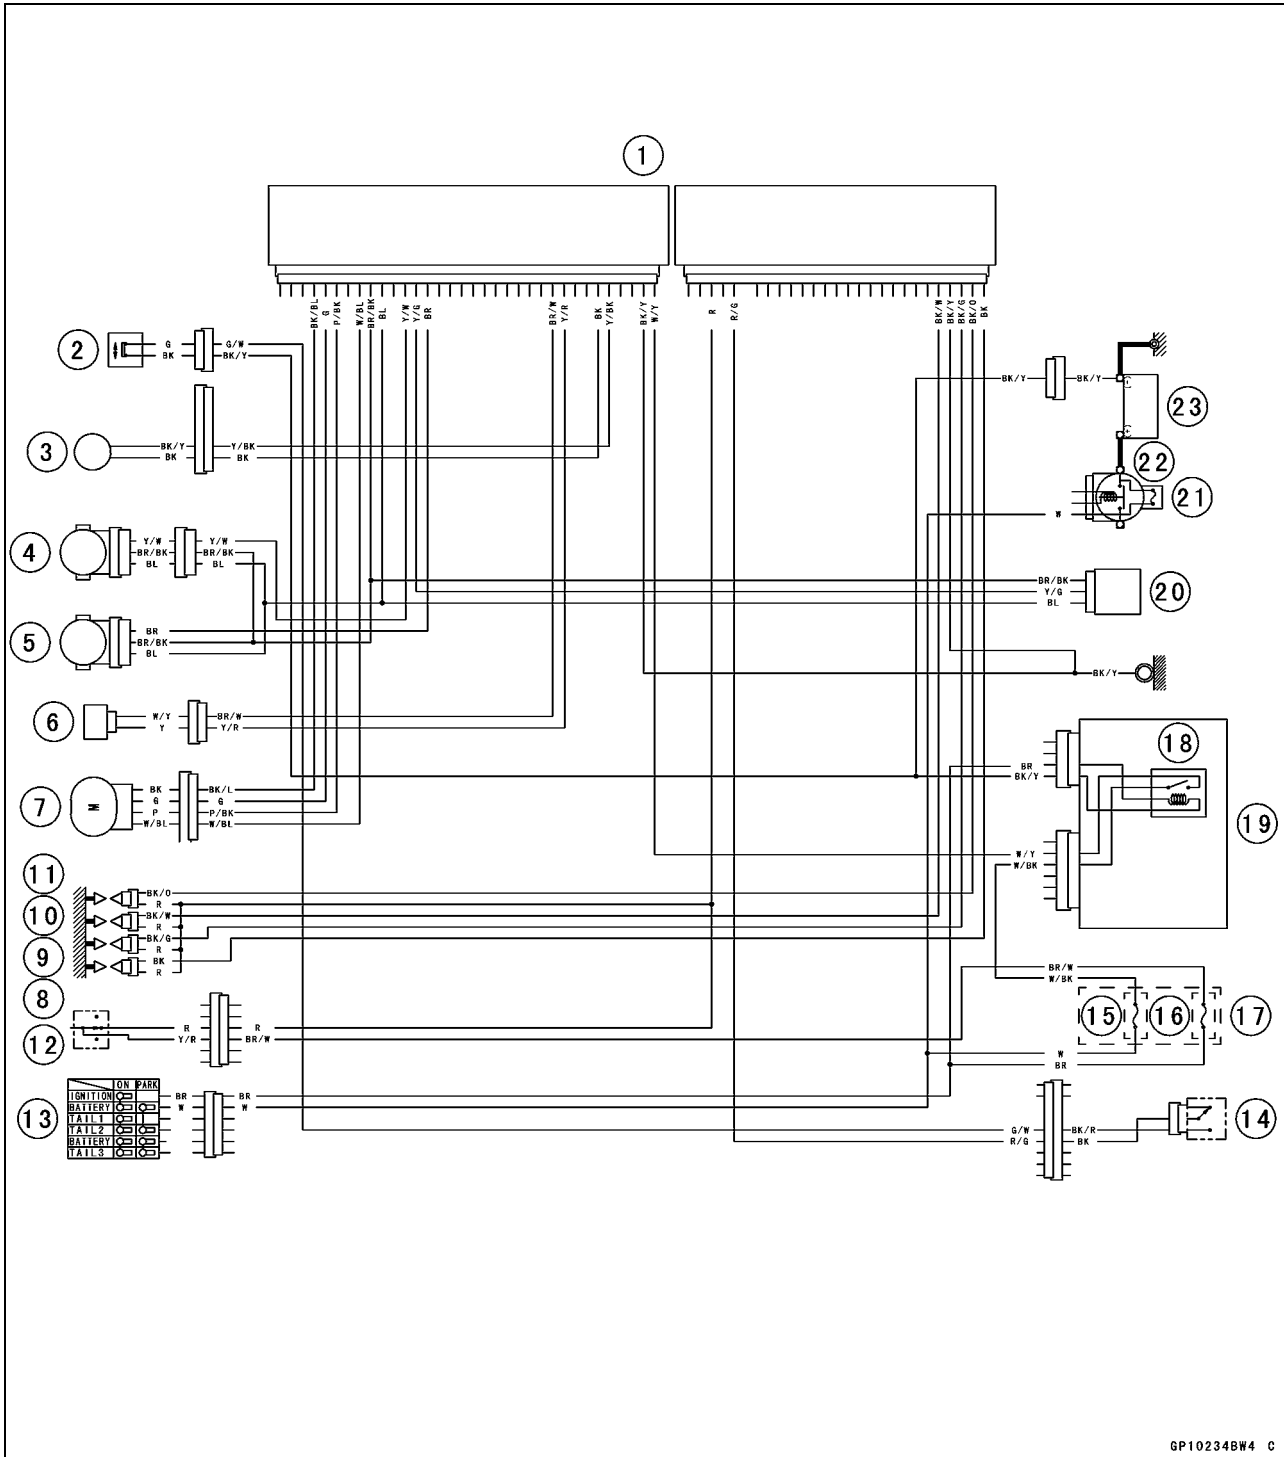 1
BK/BL
G
P/BK
W/BL
BR/BK
BL
Y/W
Y/G
BR
BR/W
Y/R
BK
Y/BK
BK/Y
W/Y
R
R/G
BK/W
BK/Y
BK/G
BK/O
BK
2
G G/W
BK BK/Y
3
BK/Y Y/BK
BK BK
BK/Y BK/Y
(-)
(+)
23
22
21
W
4
Y/W Y/W
BR/BK BR/BK
BL BL
BR/BK
Y/G
BL
20
5
BR
BR/BK
BL
BK/Y
6
W/Y BR/W
Y Y/R
7
M
BK BK/L
G G
P P/BK
W/BL W/BL
BR
BK/Y
18
19
W/Y
W/BK
11
10
9
8
BK/O
R
BK/W
R
BK/G
R
BK
R
BR/W
W/BK
15
16
17
W
BR
12
R R
Y/R BR/W
13
ON PARK
IGNITION
BATTERY
TAIL1
TAIL2
BATTERY
TAIL3
BR BR
W W
G/W BK/R
R/G BK
14
GP10234BW4 C